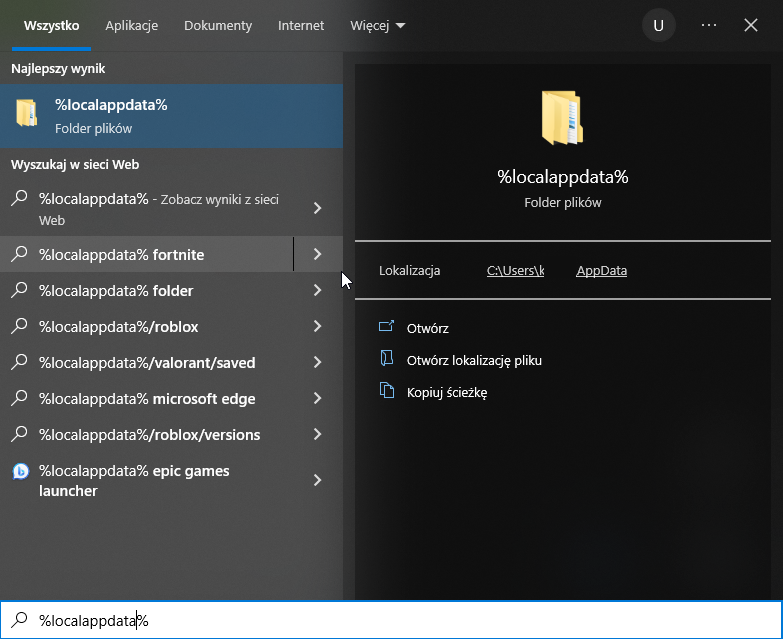 Wszystko Aplikacje Dokumenty Internet Więcej U
Najlepszy wynik
%localappdata%
Folder plików
Wyszukaj w sieci Web
%localappdata% - Zobacz wyniki z sieci
Web
%localappdata% fortnite
%localappdata% folder
%localappdata%/roblox
%localappdata%/valorant/saved
%localappdata% microsoft edge
%localappdata%/roblox/versions
%localappdata% epic games
launcher
%localappdata%
Folder plików
Lokalizacja C:\Users\k AppData
Otwórz
Otwórz lokalizację pliku
Kopiuj ścieżkę
%localappdata%